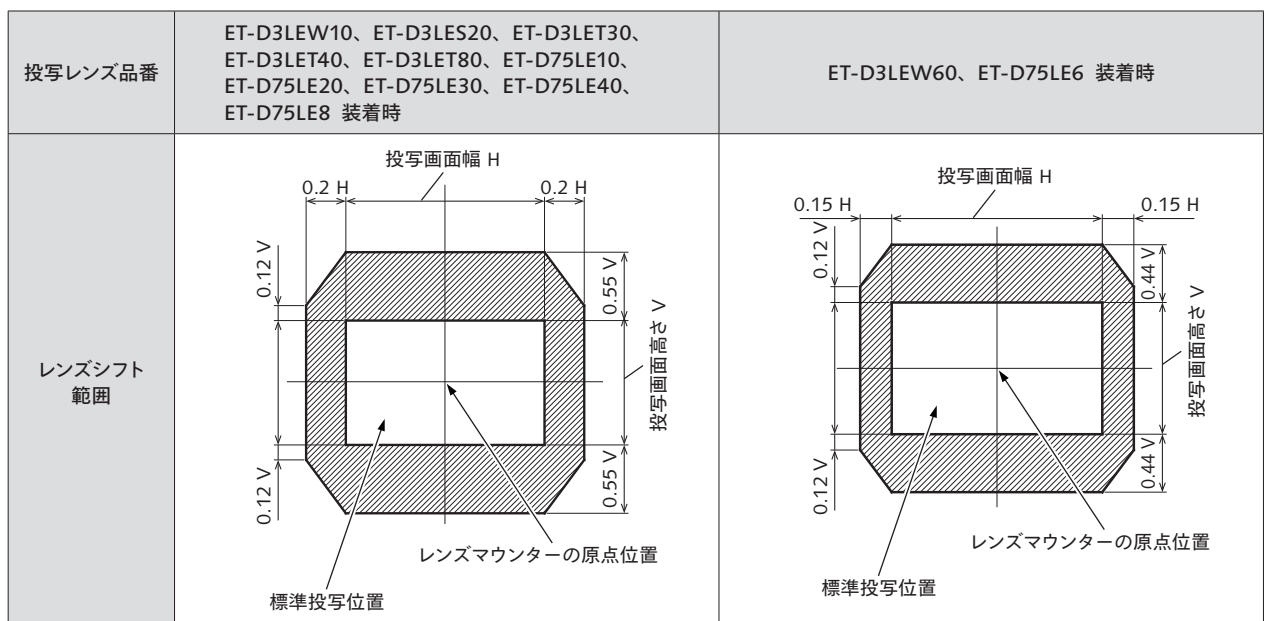 投写レンズ品番
ET-D3LEW10、ET-D3LES20、ET-D3LET30、
ET-D3LET40、ET-D3LET80、ET-D75LE10、
ET-D75LE20、ET-D75LE30、ET-D75LE40、
ET-D75LE8 装着時
ET-D3LEW60、ET-D75LE6 装着時
レンズシフト
範囲
投写画面幅 H
0.2 H
0.2 H
0.12 V
0.55 V
投写画面高さ V
0.12 V
0.55 V
レンズマウンターの原点位置
標準投写位置
投写画面幅 H
0.15 H
0.15 H
0.12 V
0.44 V
投写画面高さ V
0.12 V
0.44 V
レンズマウンターの原点位置
標準投写位置